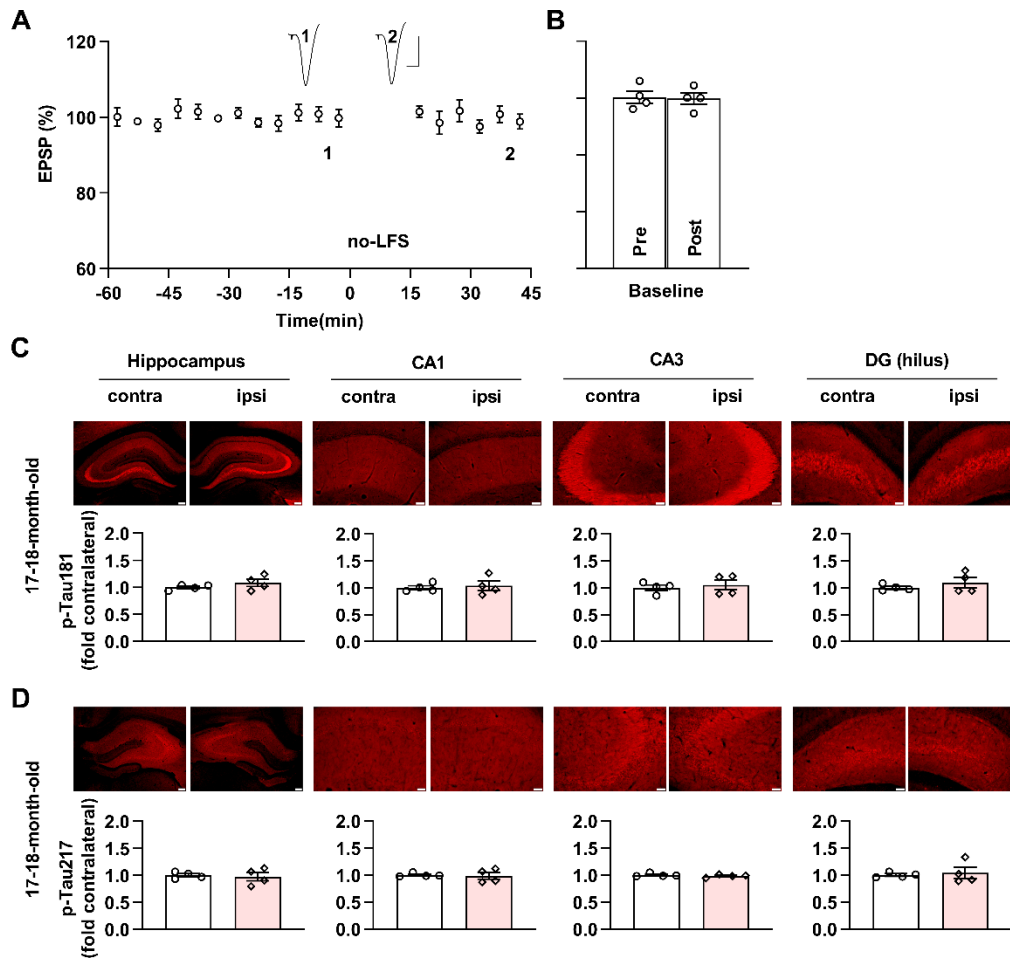 A
B
120
100
80
60
EPSP (%)
1
2
1
2
no-LFS
-60 -45 -30 -15 0 15 30 45
Time(min)
Pre
Post
Baseline
C
Hippocampus
CA1
CA3
DG (hilus)
contra ipsi
contra ipsi
contra ipsi
contra ipsi
17-18-month-old
p-Tau181
(fold contralateral)
2.0
1.5
1.0
0.5
0.0
2.0
1.5
1.0
0.5
0.0
2.0
1.5
1.0
0.5
0.0
2.0
1.5
1.0
0.5
0.0
D
17-18-month-old
p-Tau217
(fold contralateral)
2.0
1.5
1.0
0.5
0.0
2.0
1.5
1.0
0.5
0.0
2.0
1.5
1.0
0.5
0.0
2.0
1.5
1.0
0.5
0.0